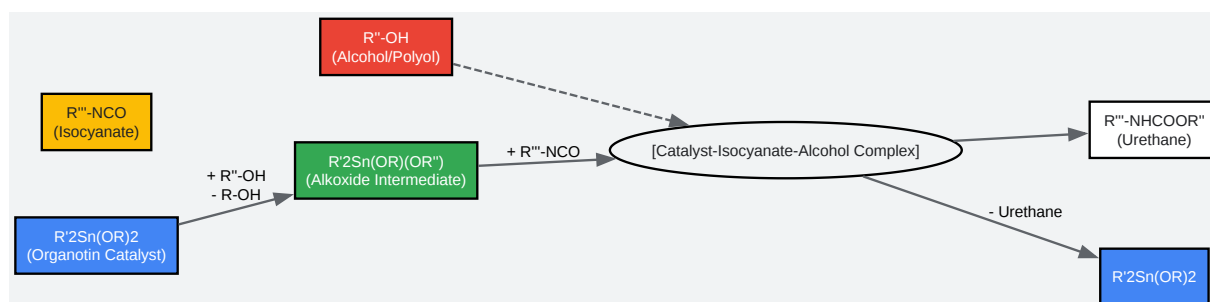 R''-OH
(Alcohol/Polyol)
R'''-NCO
(Isocyanate)
R'''-NHCOOR''
(Urethane)
R'2Sn(OR)(OR'')
(Alkoxide Intermediate)
+ R'''-NCO
[Catalyst-Isocyanate-Alcohol Complex]
+ R''-OH
- R-OH
- Urethane
R'2Sn(OR)2
(Organotin Catalyst)
R'2Sn(OR)2